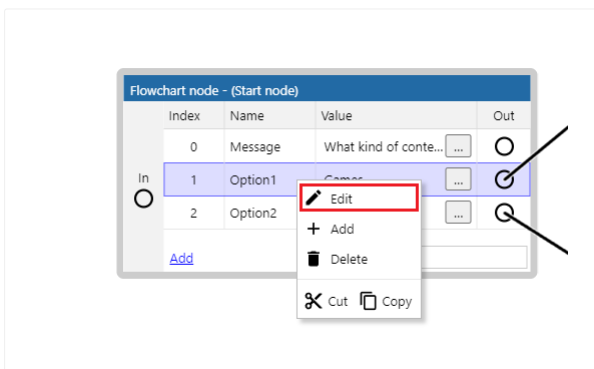 Flowchart node - (Start node)
Index Name Value Out
0 Message What kind of conte... ...
In
1 Option1 Games ...
2 Option2 ...
Add
Edit
Add
Delete
Cut Copy